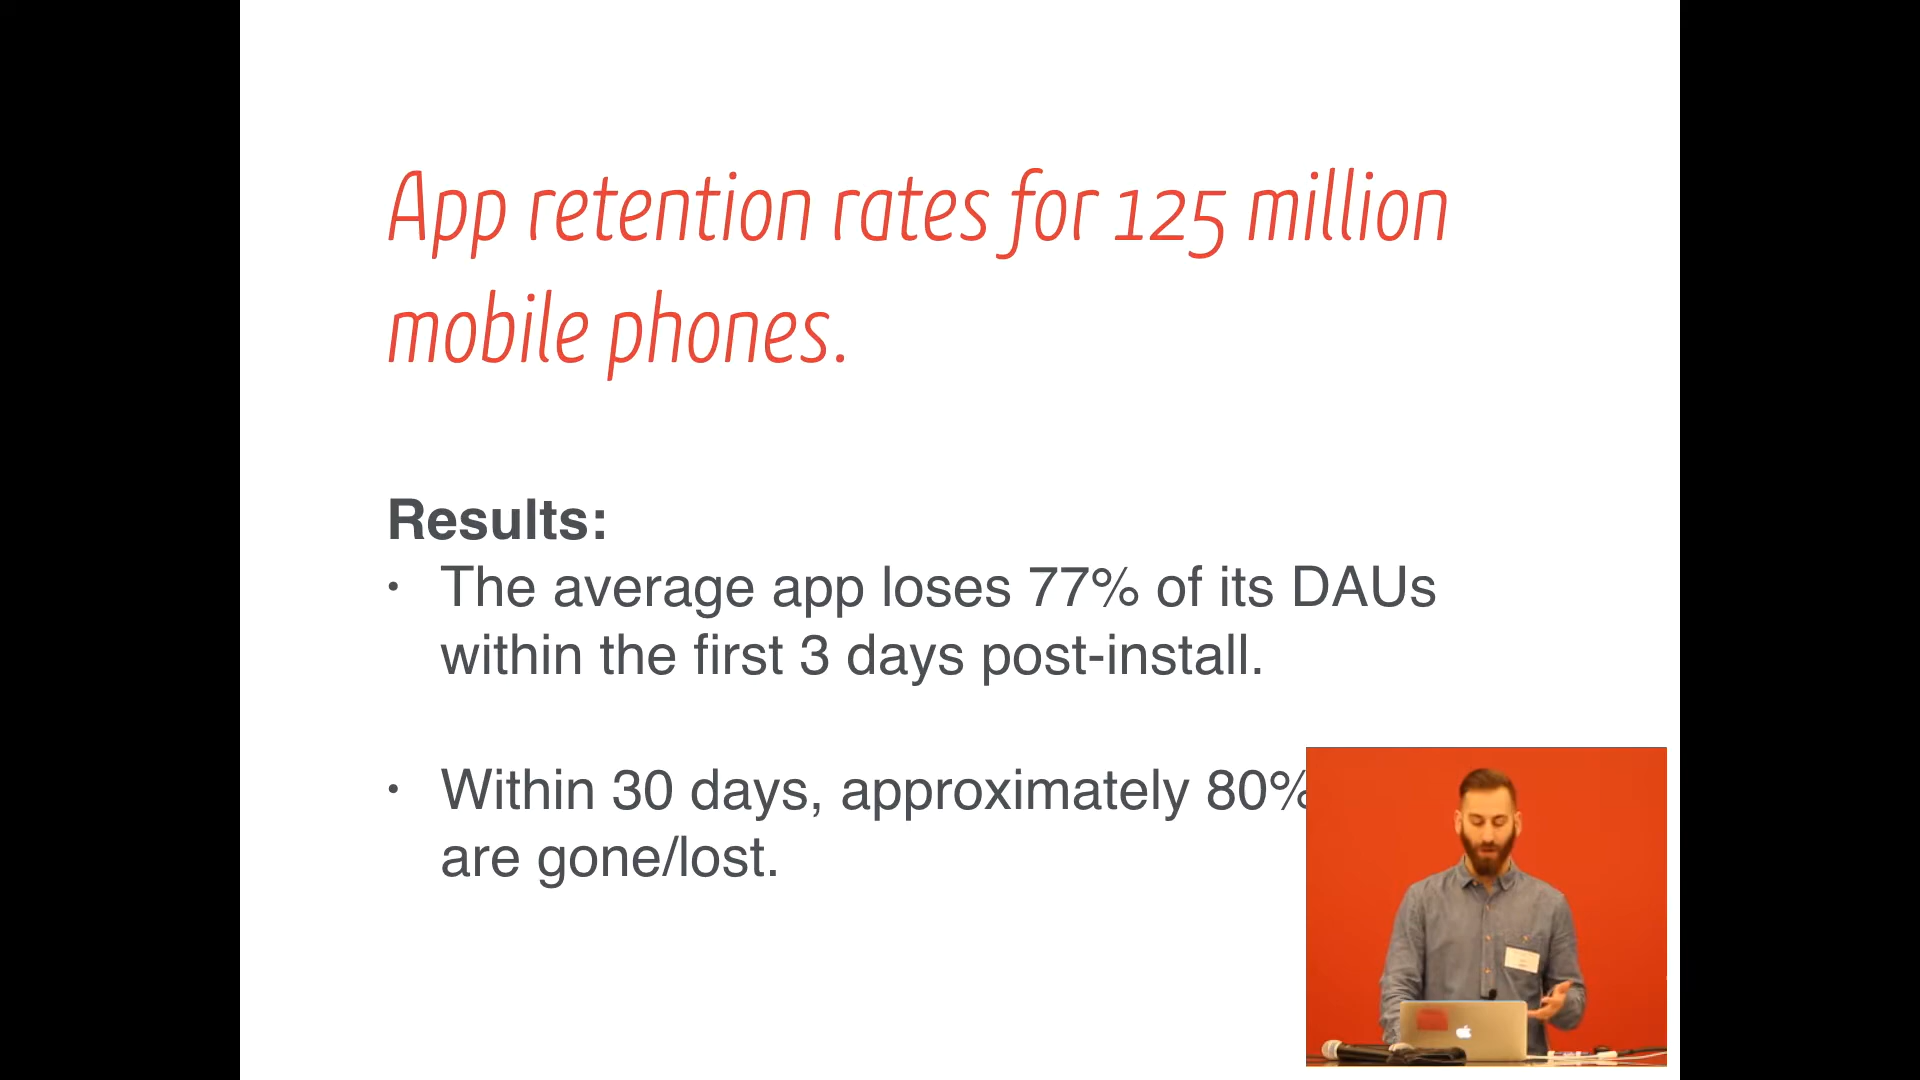 App retention rates for 125 million
mobile phones.
Results:
• The average app loses 77% of its DAUs
within the first 3 days post-install.
• Within 30 days, approximately 80%
are gone/lost.